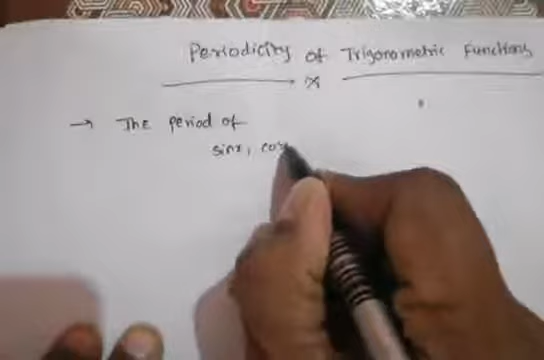 Periodicity of Trigonometric Functions
→ The period of
sinx, cos